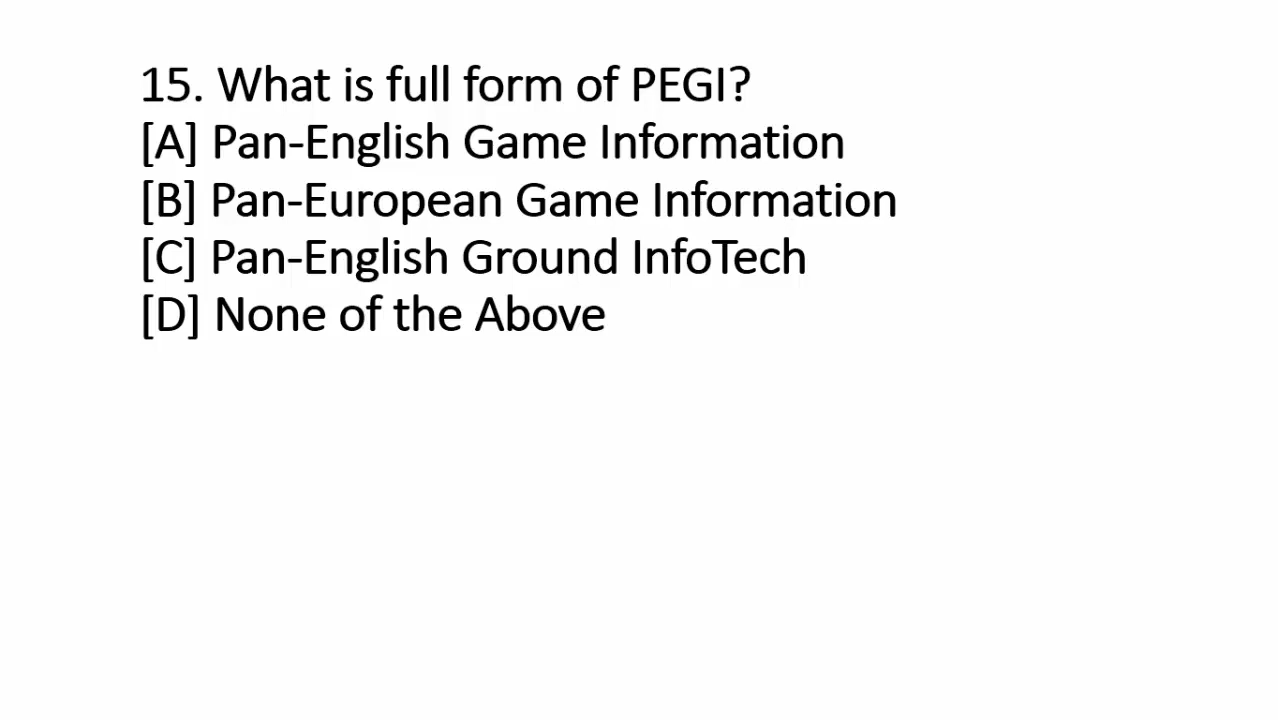 15. What is full form of PEGI?
[A] Pan-English Game Information
[B] Pan-European Game Information
[C] Pan-English Ground InfoTech
[D] None of the Above